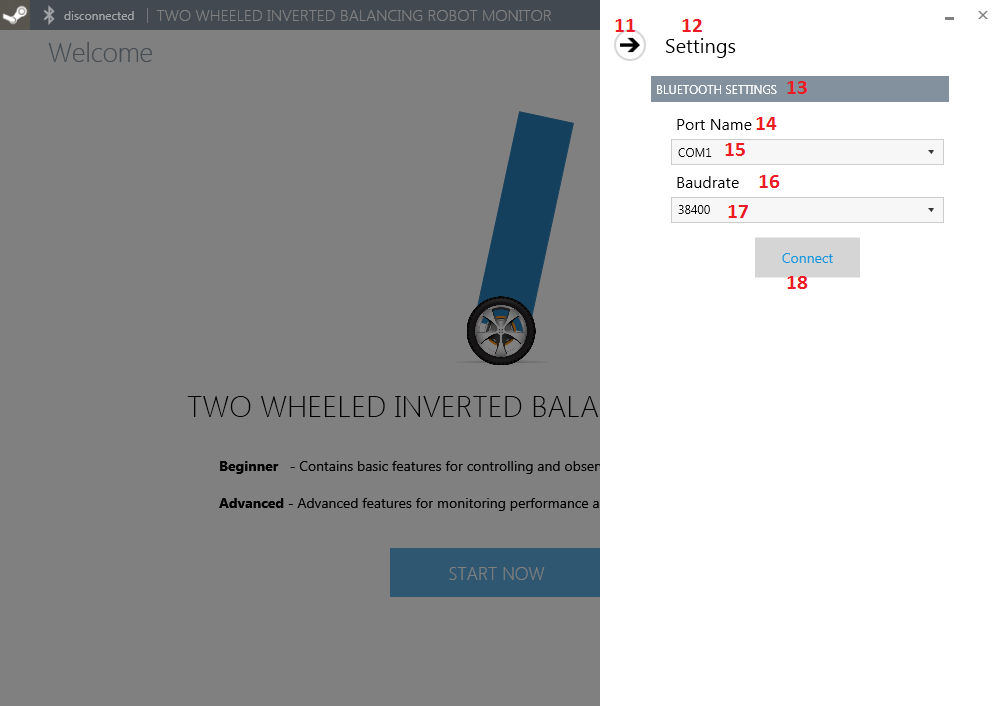 disconnected | TWO WHEELED INVERTED BALANCING ROBOT MONITOR
Welcome
TWO WHEELED INVERTED BALA
Beginner - Contains basic features for controlling and obser
Advanced - Advanced features for monitoring performance a
START NOW
11 12
Settings
BLUETOOTH SETTINGS 13
Port Name 14
COM1 15
Baudrate 16
38400 17
Connect
18